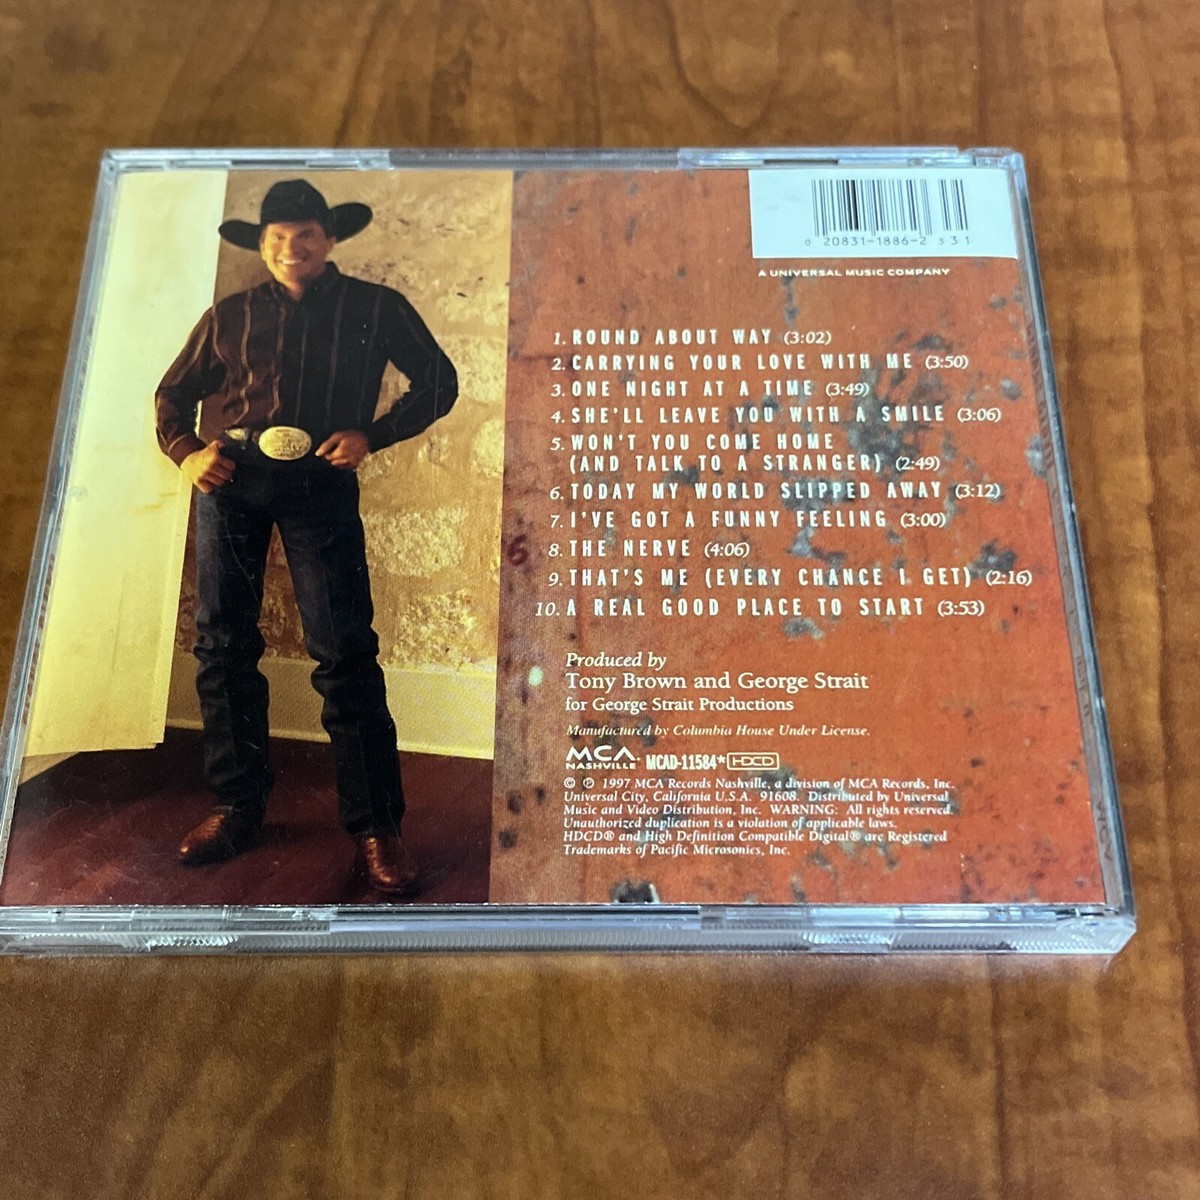 0 20831-1886-2 331
A UNIVERSAL MUSIC COMPANY
1. ROUND ABOUT WAY (3:02)
2. CARRYING YOUR LOVE WITH ME (3:50)
3. ONE NIGHT AT A TIME (3:49)
4. SHE'LL LEAVE YOU WITH A SMILE (3:06)
5. WON'T YOU COME HOME
(AND TALK TO A STRANGER) (2:49)
6. TODAY MY WORLD SLIPPED AWAY (3:12)
7. I'VE GOT A FUNNY FEELING (3:00)
8. THE NERVE (4:06)
9. THAT'S ME (EVERY CHANCE I GET) (2:16)
10. A REAL GOOD PLACE TO START (3:53)
Produced by
Tony Brown and George Strait
for George Strait Productions
Manufactured by Columbia House Under License.
MCA NASHVILLE MCAD-11584* HDCD
© ℗ 1997 MCA Records Nashville, a division of MCA Records, Inc.
Universal City, California U.S.A. 91608. Distributed by Universal
Music and Video Distribution, Inc. WARNING: All rights reserved.
Unauthorized duplication is a violation of applicable laws.
HDCD® and High Definition Compatible Digital® are Registered
Trademarks of Pacific Microsonics, Inc.